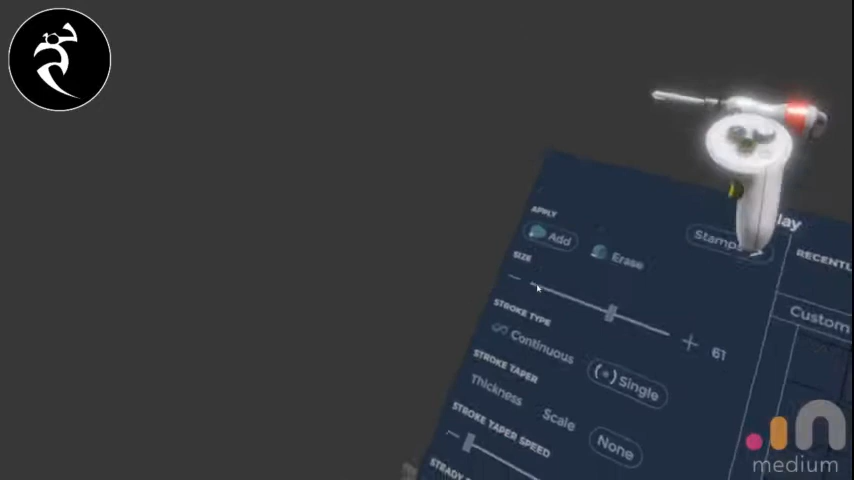 lay
APPLY
Add
Erase
Stamps
RECENTL
SIZE
61
Custom
STROKE TYPE
Continuous
Single
STROKE TAPER
Thickness
Scale
None
STROKE TAPER SPEED
medium